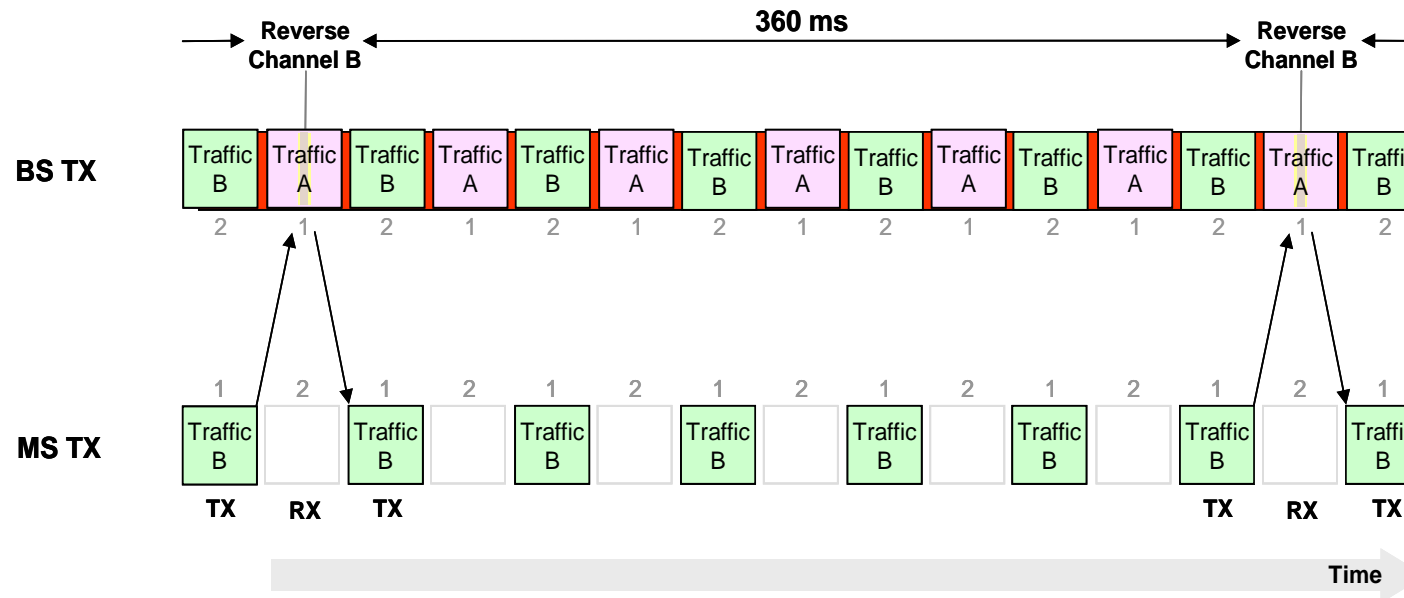 360 ms
Reverse
Channel B
Reverse
Channel B
BS TX
Traffic
B
Traffic
A
Traffic
B
Traffic
A
Traffic
B
Traffic
A
Traffic
B
Traffic
A
Traffic
B
Traffic
A
Traffic
B
Traffic
A
Traffic
B
Traffic
A
Traffi
B
2 1 2 1 2 1 2 1 2 1 2 1 2 1 2
1 2 1 2 1 2 1 2 1 2 1 2 1 2 1
MS TX
Traffic
B
Traffic
B
Traffic
B
Traffic
B
Traffic
B
Traffic
B
Traffic
B
Traffi
B
TX RX TX TX RX TX
Time